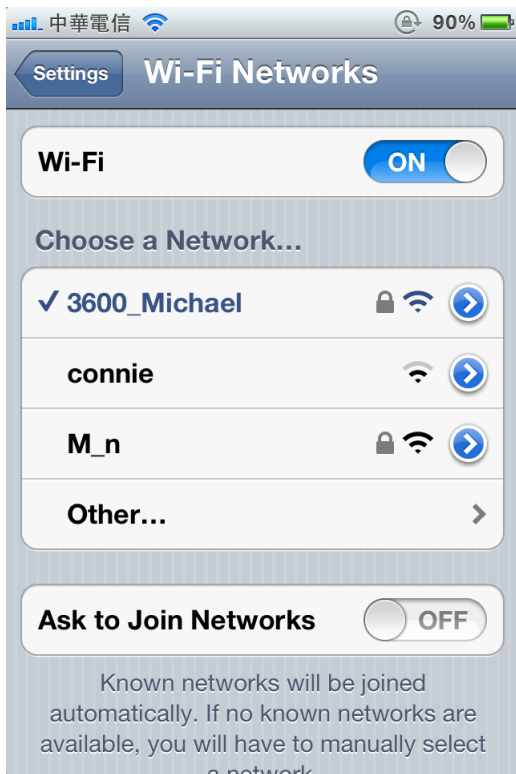 中華電信 90%
Settings Wi-Fi Networks
Wi-Fi ON
Choose a Network...
✓ 3600_Michael
connie
M_n
Other...
Ask to Join Networks OFF
Known networks will be joined
automatically. If no known networks are
available, you will have to manually select
a network.